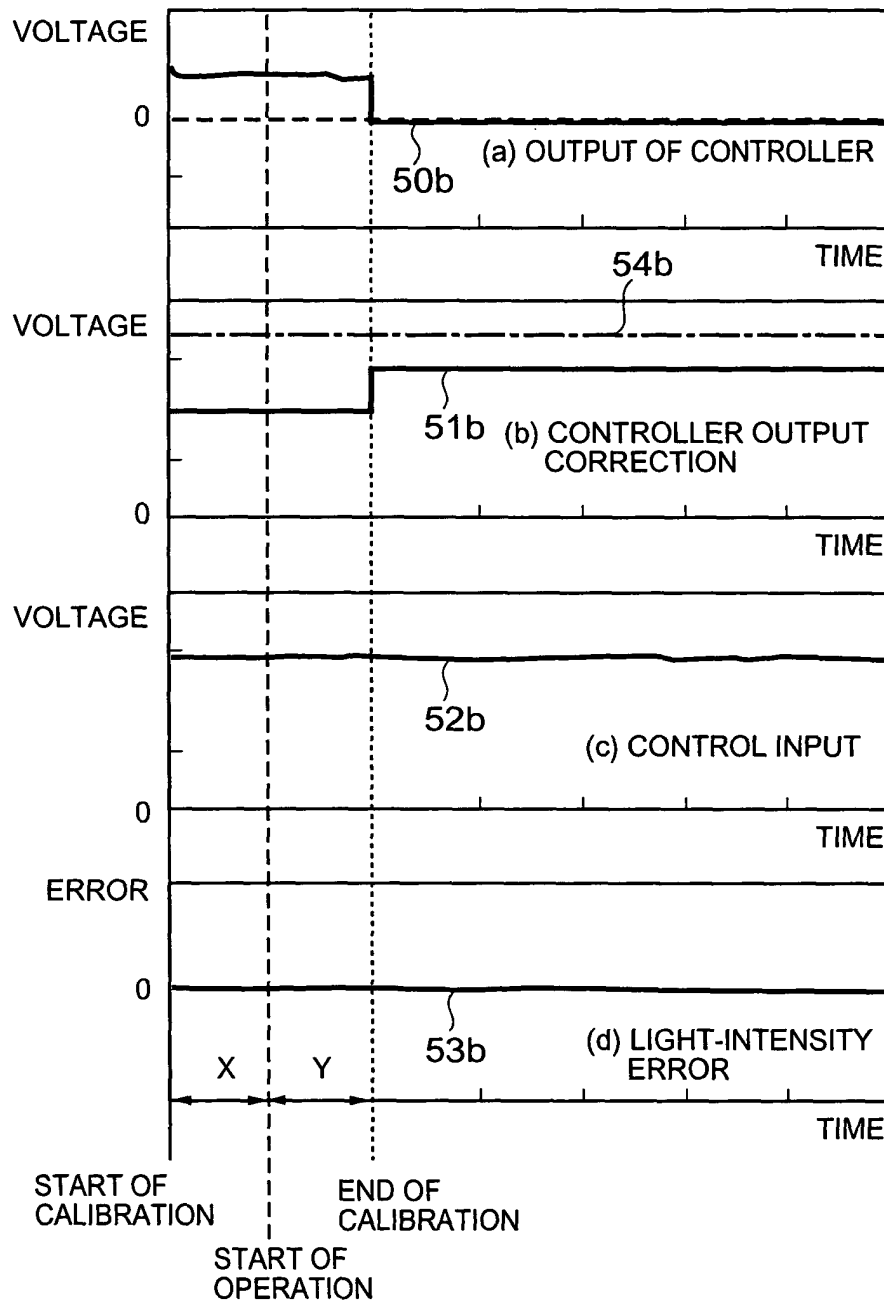 VOLTAGE
0
50b
(a) OUTPUT OF CONTROLLER
TIME
54b
VOLTAGE
51b
(b) CONTROLLER OUTPUT
CORRECTION
0
TIME
VOLTAGE
52b
(c) CONTROL INPUT
0
TIME
ERROR
0
53b
(d) LIGHT-INTENSITY
ERROR
X
Y
TIME
START OF
CALIBRATION
END OF
CALIBRATION
START OF
OPERATION